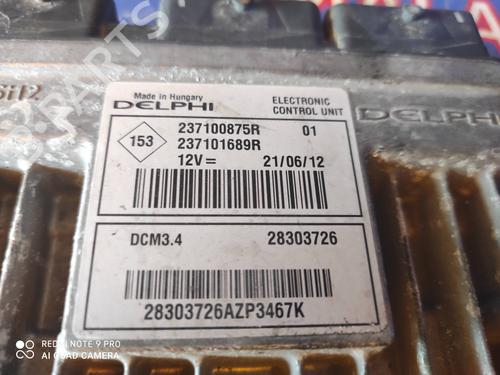 Made in Hungary
DELPHI
ELECTRONIC
CONTROL UNIT
153
237100875R 01
237101689R
12V= 21/06/12
DCM3.4 28303726
28303726AZP3467K
DELPHI
REDMI NOTE 9 PRO
AI QUAD CAMERA